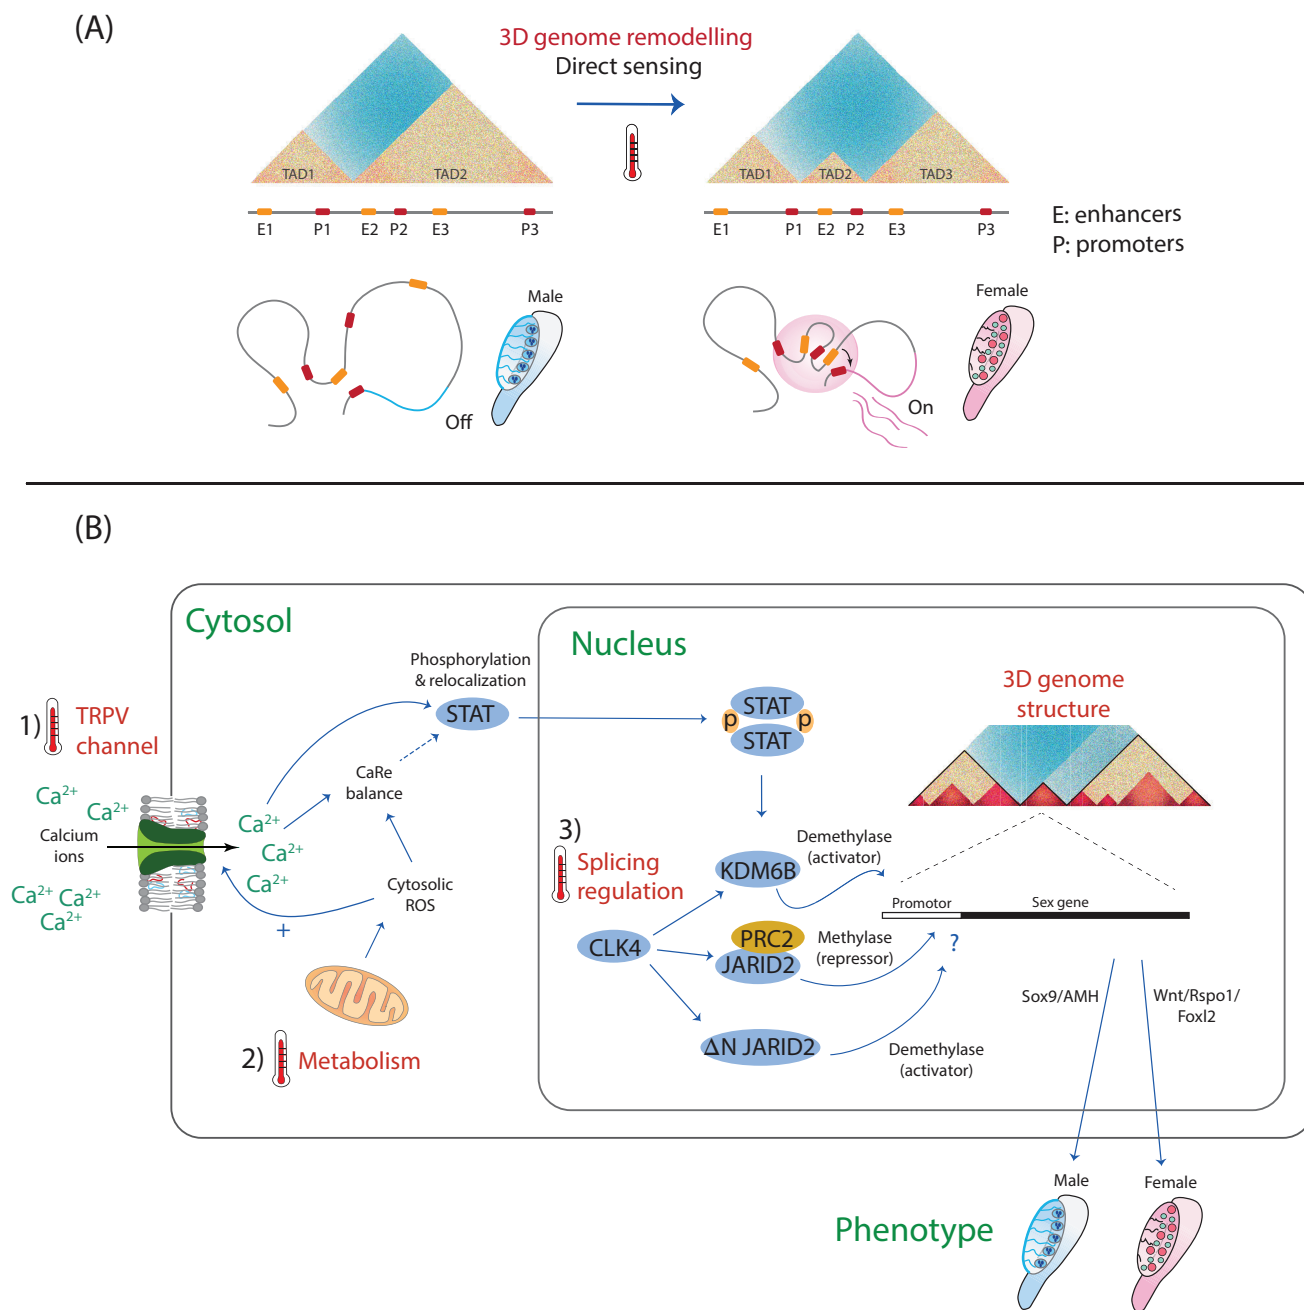 (A)
3D genome remodelling
Direct sensing
TAD1
TAD2
TAD1
TAD2
TAD3
E1 P1 E2 P2 E3 P3
E1 P1 E2 P2 E3 P3
E: enhancers
P: promoters
Male
Off
Female
On
(B)
Cytosol
Nucleus
Phosphorylation
& relocalization
STAT
STAT
p p
STAT
3D genome
structure
1)
TRPV
channel
CaRe
balance
Ca2+
Ca2+
Calcium
ions
Ca2+ Ca2+
Ca2+
Ca2+
Ca2+
Ca2+
Cytosolic
ROS
+
2)
Metabolism
3)
Splicing
regulation
CLK4
KDM6B
Demethylase
(activator)
PRC2
JARID2
Methylase
(repressor)
ΔN JARID2
Demethylase
(activator)
Promotor
Sex gene
?
Sox9/AMH
Wnt/Rspo1/
Foxl2
Phenotype
Male
Female